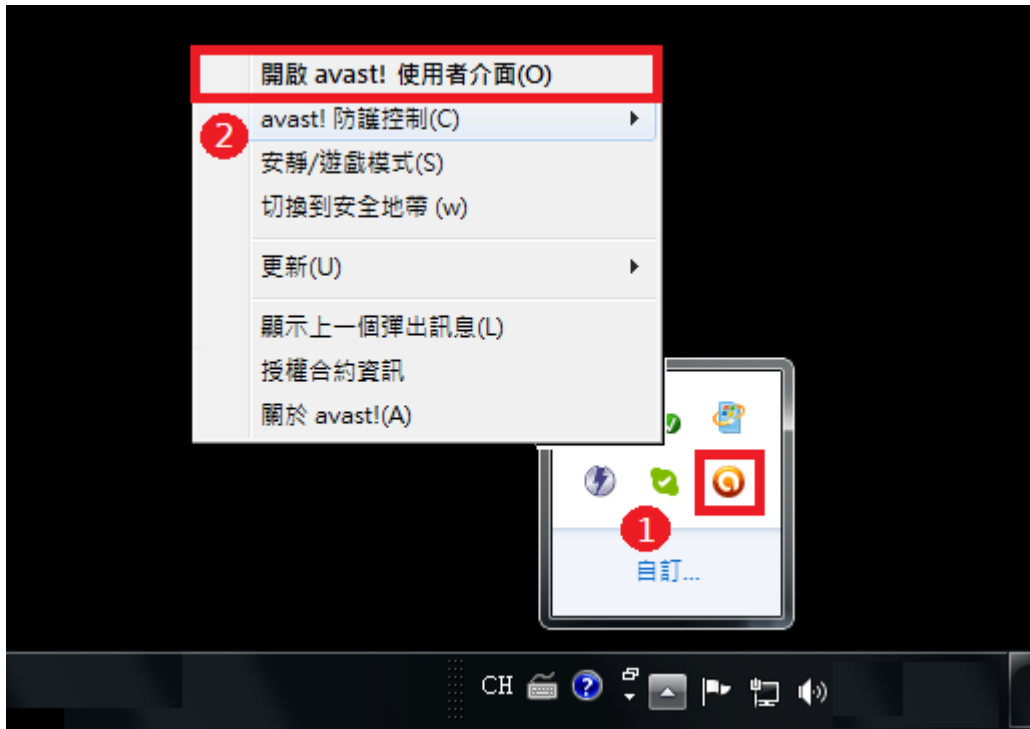 開啟 avast! 使用者介面(O)
2
avast! 防護控制(C)
安靜/遊戲模式(S)
切換到安全地帶 (w)
更新(U)
顯示上一個彈出訊息(L)
授權合約資訊
關於 avast!(A)
1
自訂...
CH